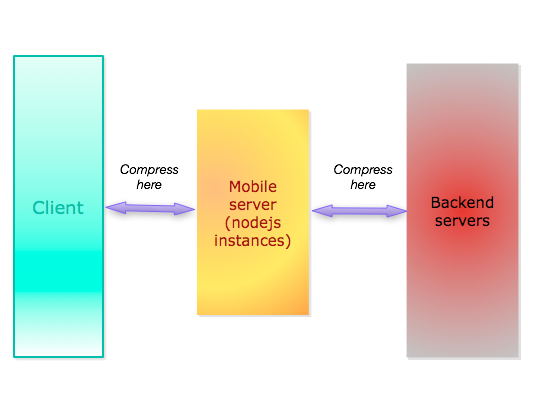 Client
Compress
here
Mobile
server
(nodejs
instances)
Compress
here
Backend
servers